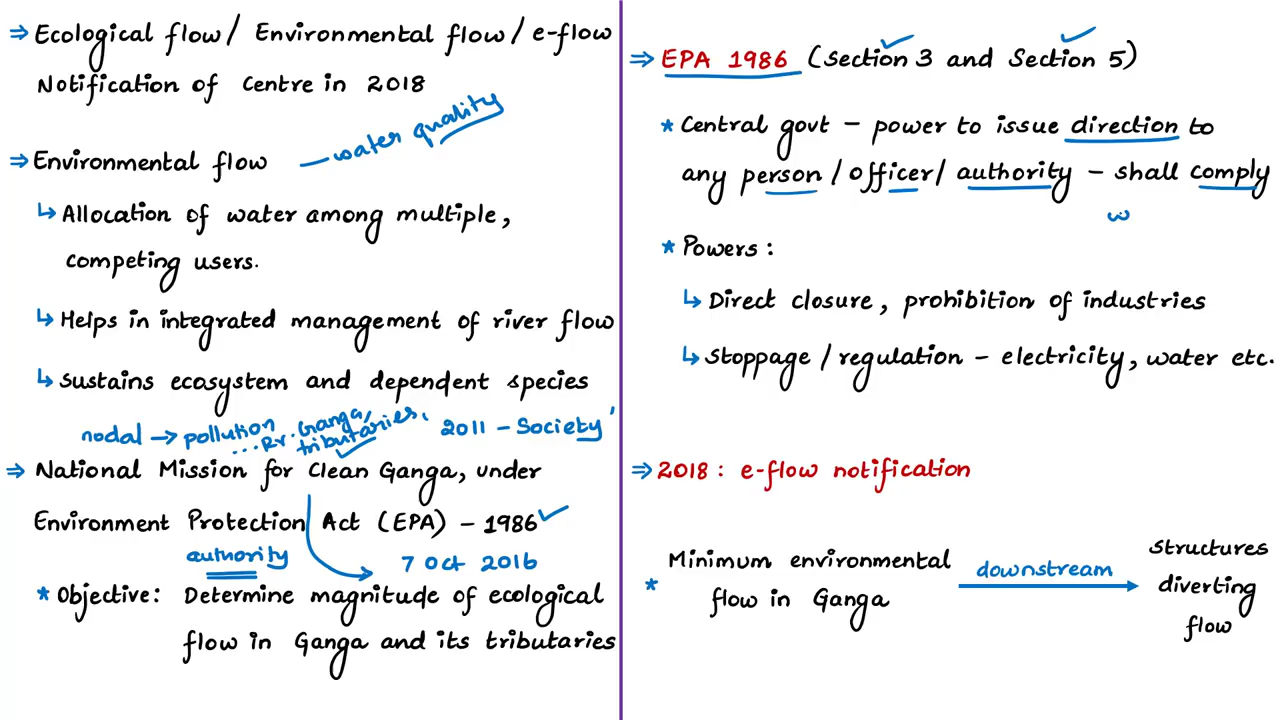 ⇒ Ecological flow / Environmental flow / e-flow
Notification of Centre in 2018
⇒ Environmental flow
— water quality
↳ Allocation of water among multiple,
competing users.
↳ Helps in integrated management of river flow
↳ Sustains ecosystem and dependent species
nodal → pollution
... Rr. Ganga,
tributaries.
2011 - Society'
⇒ National Mission for Clean Ganga, under
Environment Protection Act (EPA) - 1986
authority
7 Oct 2016
* Objective: Determine magnitude of ecological
flow in Ganga and its tributaries
⇒ EPA 1986 (Section 3 and Section 5)
* Central govt - power to issue direction to
any person / officer / authority - shall comply
w
* Powers:
↳ Direct closure, prohibition of industries
↳ Stoppage / regulation - electricity, water etc.
⇒ 2018: e-flow notification
* Minimum environmental
flow in Ganga
downstream
structures
diverting
flow